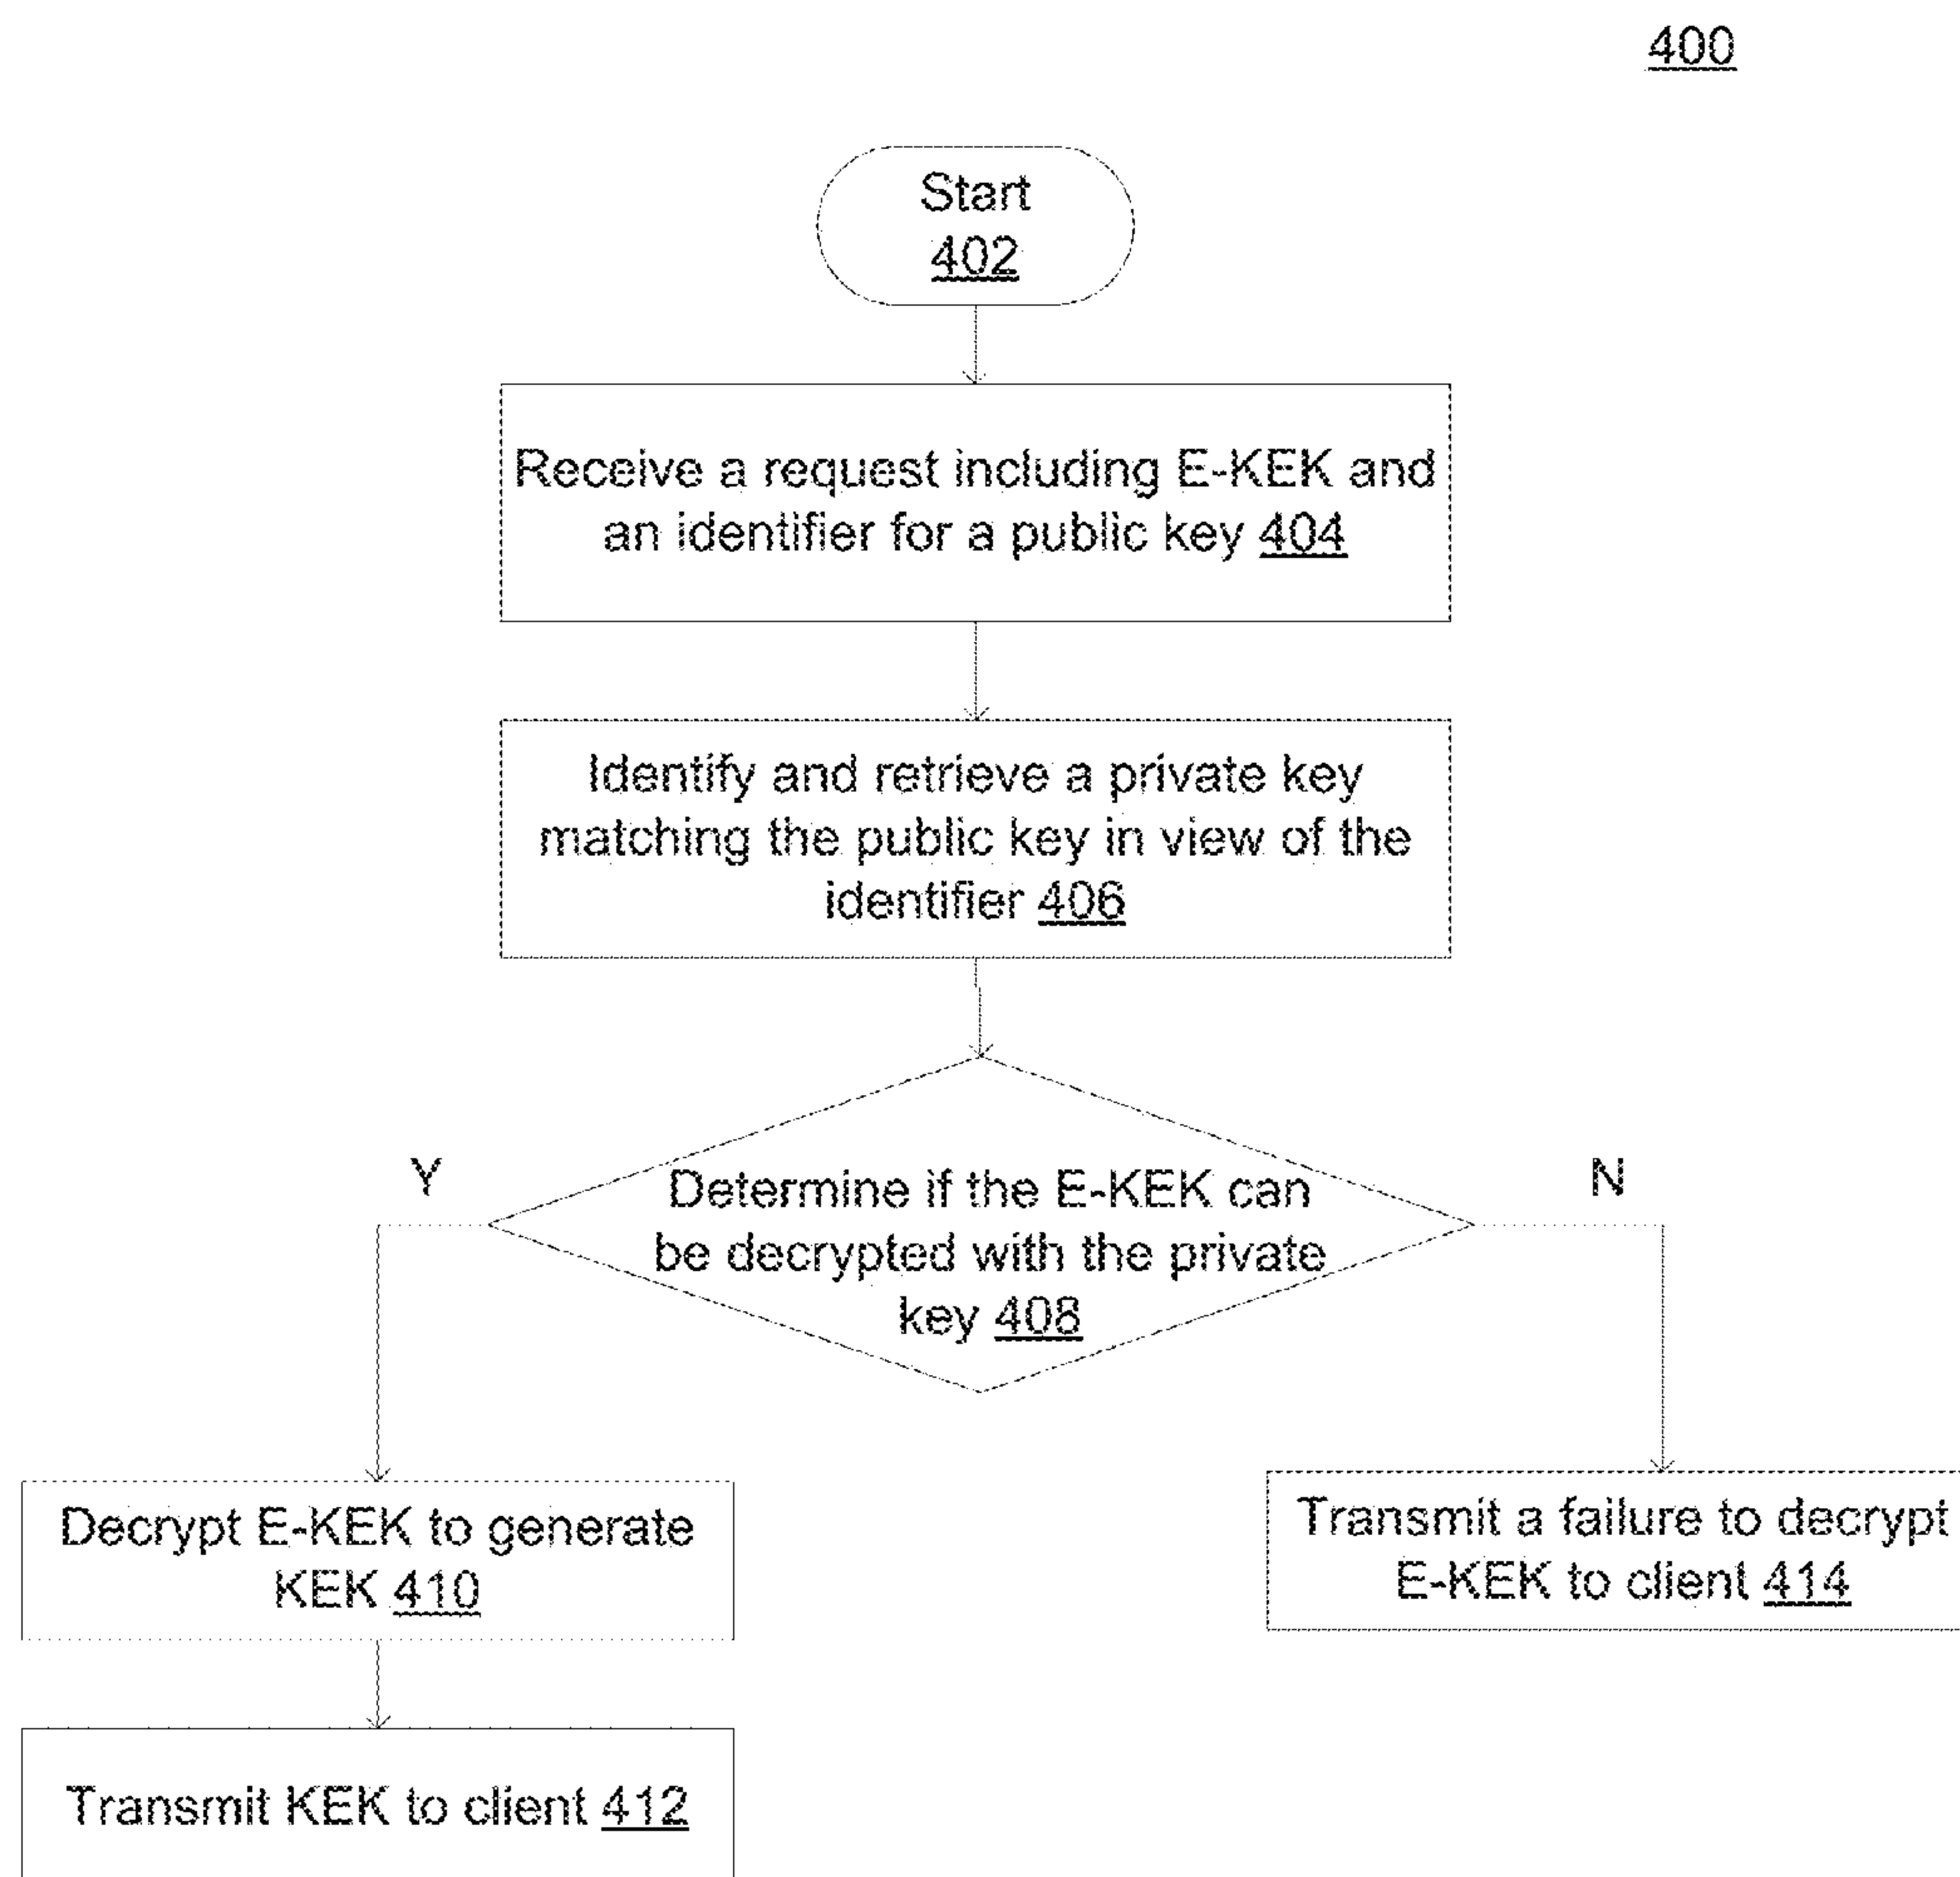 400
Start
402
Receive a request including E-KEK and
an identifier for a public key 404
Identify and retrieve a private key
matching the public key in view of the
identifier 406
Y
N
Determine if the E-KEK can
be decrypted with the private
key 408
Decrypt E-KEK to generate
KEK 410
Transmit a failure to decrypt
E-KEK to client 414
Transmit KEK to client 412